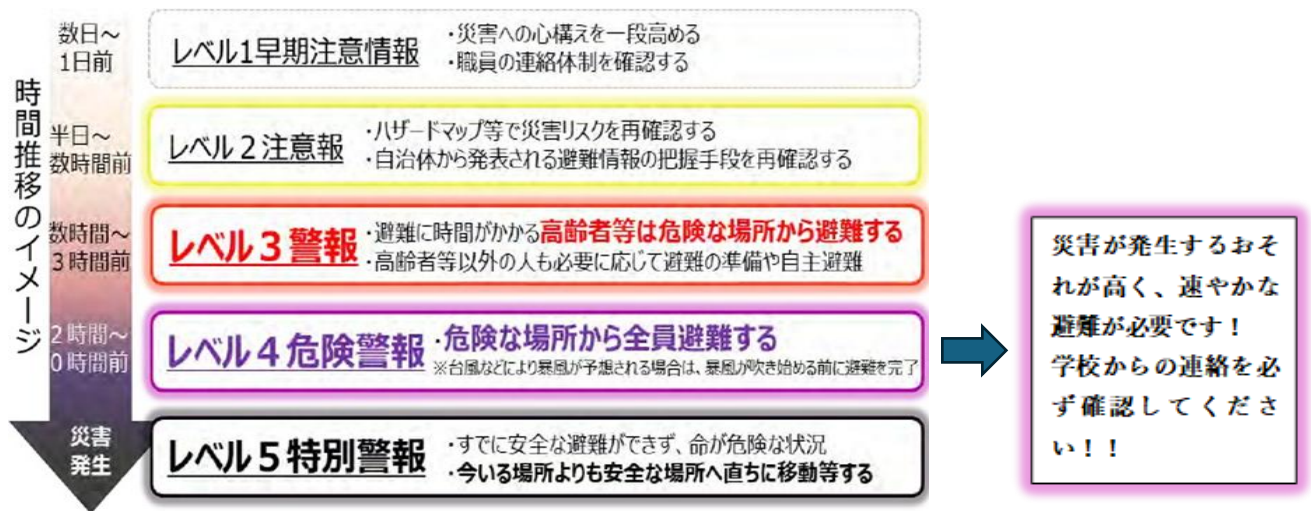 時間推移のイメージ
数日～
1日前
レベル1早期注意情報
・災害への心構えを一段高める
・職員の連絡体制を確認する
半日～
数時間前
レベル2注意報
・ハザードマップ等で災害リスクを再確認する
・自治体から発表される避難情報の把握手段を再確認する
数時間～
3時間前
レベル3警報
・避難に時間がかかる高齢者等は危険な場所から避難する
・高齢者等以外の人も必要に応じて避難の準備や自主避難
2時間～
0時間前
レベル4危険警報
・危険な場所から全員避難する
※台風などにより暴風が予想される場合は、暴風が吹き始める前に避難を完了
災害
発生
レベル5特別警報
・すでに安全な避難ができず、命が危険な状況
・今いる場所よりも安全な場所へ直ちに移動等する
災害が発生するおそ
れが高く、速やかな
避難が必要です！
学校からの連絡を必
ず確認してくださ
い！！